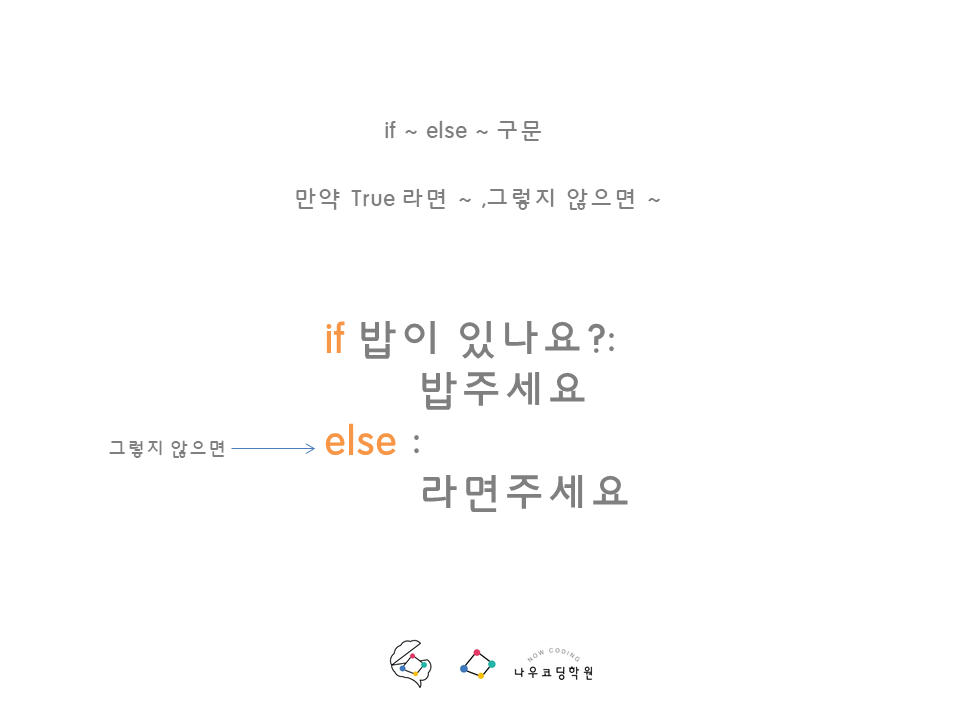 if ~ else ~ 구문
만약 True 라면 ~ ,그렇지 않으면 ~
if 밥이 있나요?:
밥주세요
그렇지 않으면 else :
라면주세요
NOW CODING
나우코딩학원